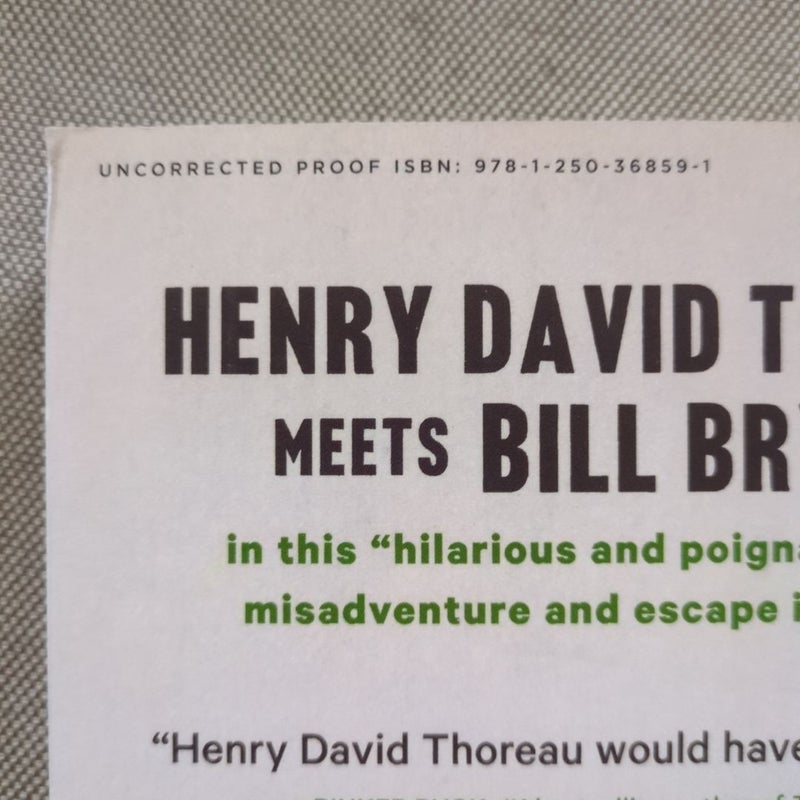 UNCORRECTED PROOF ISBN: 978-1-250-36859-1
HENRY DAVID T
MEETS BILL BR
in this “hilarious and poign
misadventure and escape i
“Henry David Thoreau would have